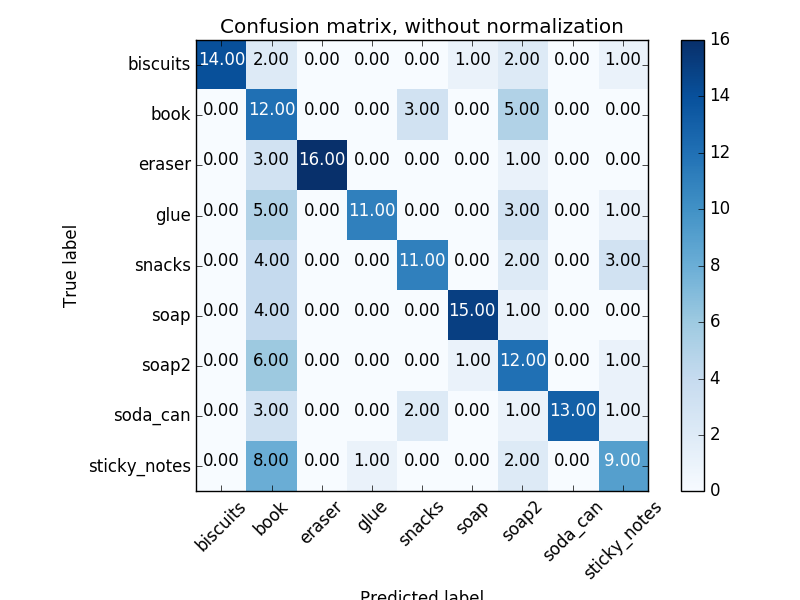 Confusion matrix, without normalization
biscuits 14.00 2.00 0.00 0.00 0.00 1.00 2.00 0.00 1.00
book 0.00 12.00 0.00 0.00 3.00 0.00 5.00 0.00 0.00
eraser 0.00 3.00 16.00 0.00 0.00 0.00 1.00 0.00 0.00
glue 0.00 5.00 0.00 11.00 0.00 0.00 3.00 0.00 1.00
snacks 0.00 4.00 0.00 0.00 11.00 0.00 2.00 0.00 3.00
soap 0.00 4.00 0.00 0.00 0.00 15.00 1.00 0.00 0.00
soap2 0.00 6.00 0.00 0.00 0.00 1.00 12.00 0.00 1.00
soda_can 0.00 3.00 0.00 0.00 2.00 0.00 1.00 13.00 1.00
sticky_notes 0.00 8.00 0.00 1.00 0.00 0.00 2.00 0.00 9.00
biscuits book eraser glue snacks soap soap2 soda_can sticky_notes
True label
Predicted label
16
14
12
10
8
6
4
2
0